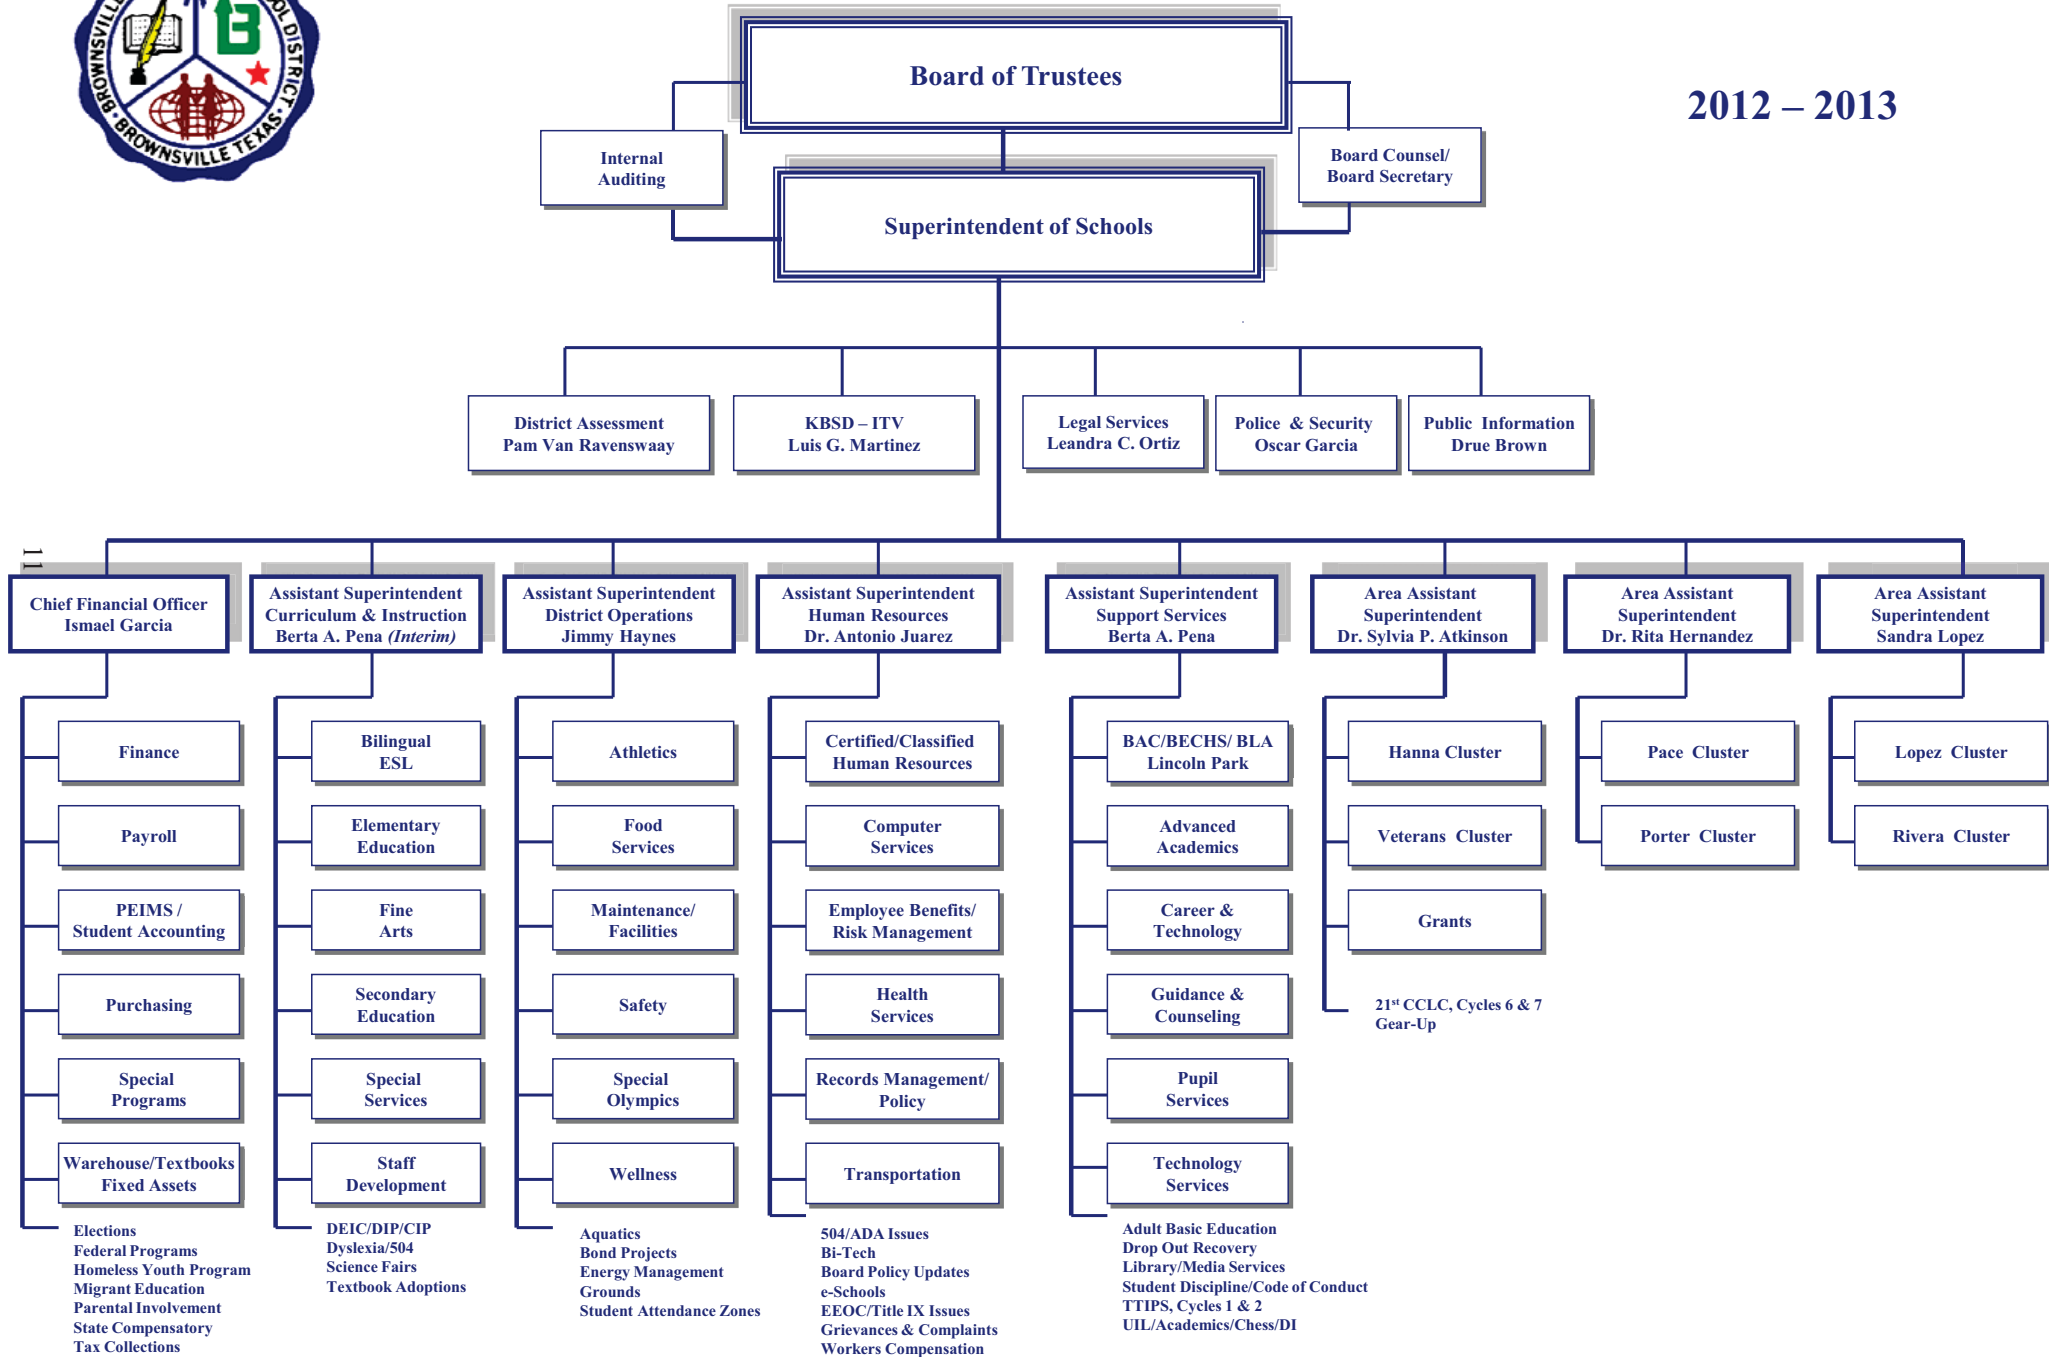 BROWNSVILLE
OL DISTRICT
BROWNSVILLE TEXAS
Board of Trustees
2012 – 2013
Internal
Auditing
Board Counsel/
Board Secretary
Superintendent of Schools
District Assessment
Pam Van Ravenswaay
KBSD – ITV
Luis G. Martinez
Legal Services
Leandra C. Ortiz
Police & Security
Oscar Garcia
Public Information
Drue Brown
11
Chief Financial Officer
Ismael Garcia
Assistant Superintendent
Curriculum & Instruction
Berta A. Pena (Interim)
Assistant Superintendent
District Operations
Jimmy Haynes
Assistant Superintendent
Human Resources
Dr. Antonio Juarez
Assistant Superintendent
Support Services
Berta A. Pena
Area Assistant
Superintendent
Dr. Sylvia P. Atkinson
Area Assistant
Superintendent
Dr. Rita Hernandez
Area Assistant
Superintendent
Sandra Lopez
Finance
Payroll
PEIMS /
Student Accounting
Purchasing
Special
Programs
Warehouse/Textbooks
Fixed Assets
Elections
Federal Programs
Homeless Youth Program
Migrant Education
Parental Involvement
State Compensatory
Tax Collections
Bilingual
ESL
Elementary
Education
Fine
Arts
Secondary
Education
Special
Services
Staff
Development
DEIC/DIP/CIP
Dyslexia/504
Science Fairs
Textbook Adoptions
Athletics
Food
Services
Maintenance/
Facilities
Safety
Special
Olympics
Wellness
Aquatics
Bond Projects
Energy Management
Grounds
Student Attendance Zones
Certified/Classified
Human Resources
Computer
Services
Employee Benefits/
Risk Management
Health
Services
Records Management/
Policy
Transportation
504/ADA Issues
Bi-Tech
Board Policy Updates
e-Schools
EEOC/Title IX Issues
Grievances & Complaints
Workers Compensation
BAC/BECHS/ BLA
Lincoln Park
Advanced
Academics
Career &
Technology
Guidance &
Counseling
Pupil
Services
Technology
Services
Adult Basic Education
Drop Out Recovery
Library/Media Services
Student Discipline/Code of Conduct
TTIPS, Cycles 1 & 2
UIL/Academics/Chess/DI
Hanna Cluster
Veterans Cluster
Grants
21st CCLC, Cycles 6 & 7
Gear-Up
Pace Cluster
Porter Cluster
Lopez Cluster
Rivera Cluster